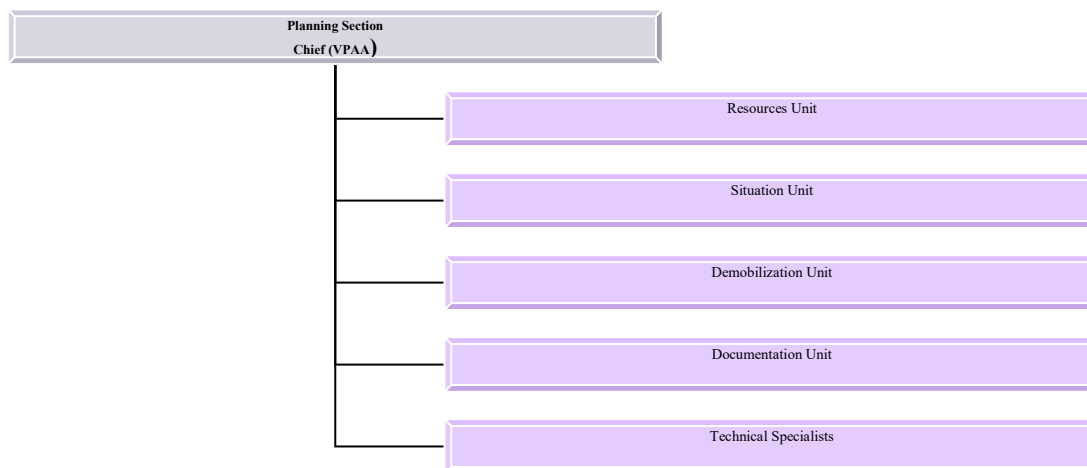 Planning Section
Chief (VPAA)
Resources Unit
Situation Unit
Demobilization Unit
Documentation Unit
Technical Specialists